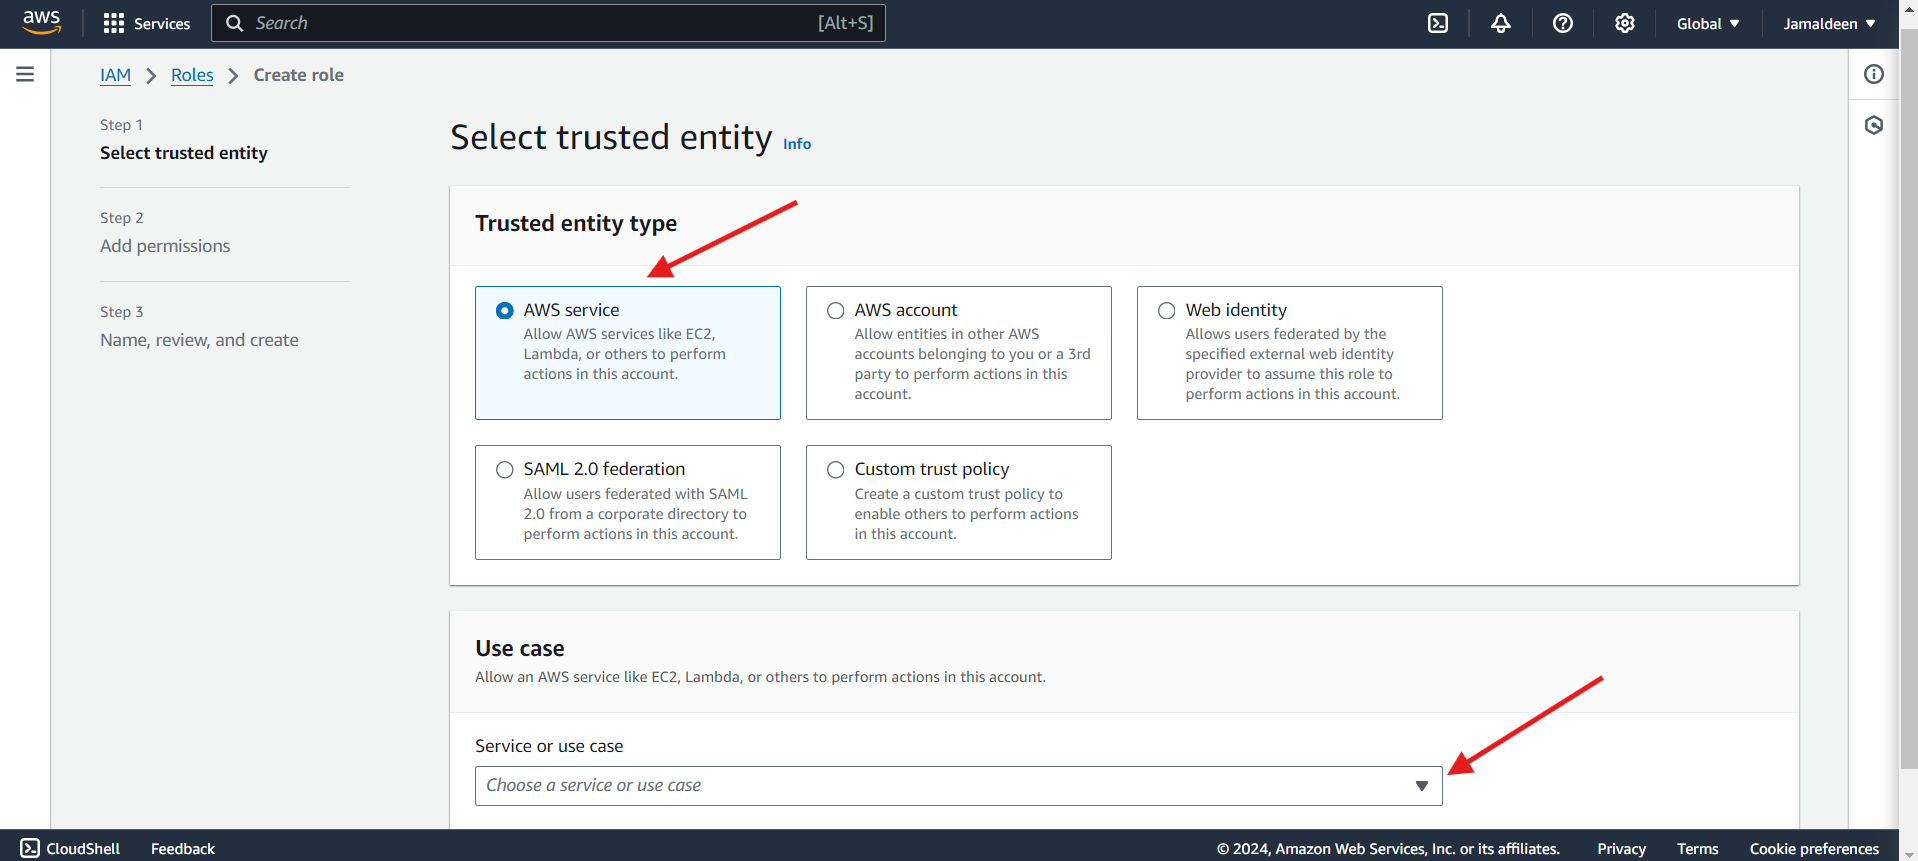 aws
Services
Search [Alt+S]
Global
Jamaldeen
IAM
Roles
Create role
Step 1
Select trusted entity
Step 2
Add permissions
Step 3
Name, review, and create
Select trusted entity Info
Trusted entity type
AWS service
Allow AWS services like EC2,
Lambda, or others to perform
actions in this account.
AWS account
Allow entities in other AWS
accounts belonging to you or a 3rd
party to perform actions in this
account.
Web identity
Allows users federated by the
specified external web identity
provider to assume this role to
perform actions in this account.
SAML 2.0 federation
Allow users federated with SAML
2.0 from a corporate directory to
perform actions in this account.
Custom trust policy
Create a custom trust policy to
enable others to perform actions
in this account.
Use case
Allow an AWS service like EC2, Lambda, or others to perform actions in this account.
Service or use case
Choose a service or use case
CloudShell
Feedback
© 2024, Amazon Web Services, Inc. or its affiliates.
Privacy
Terms
Cookie preferences